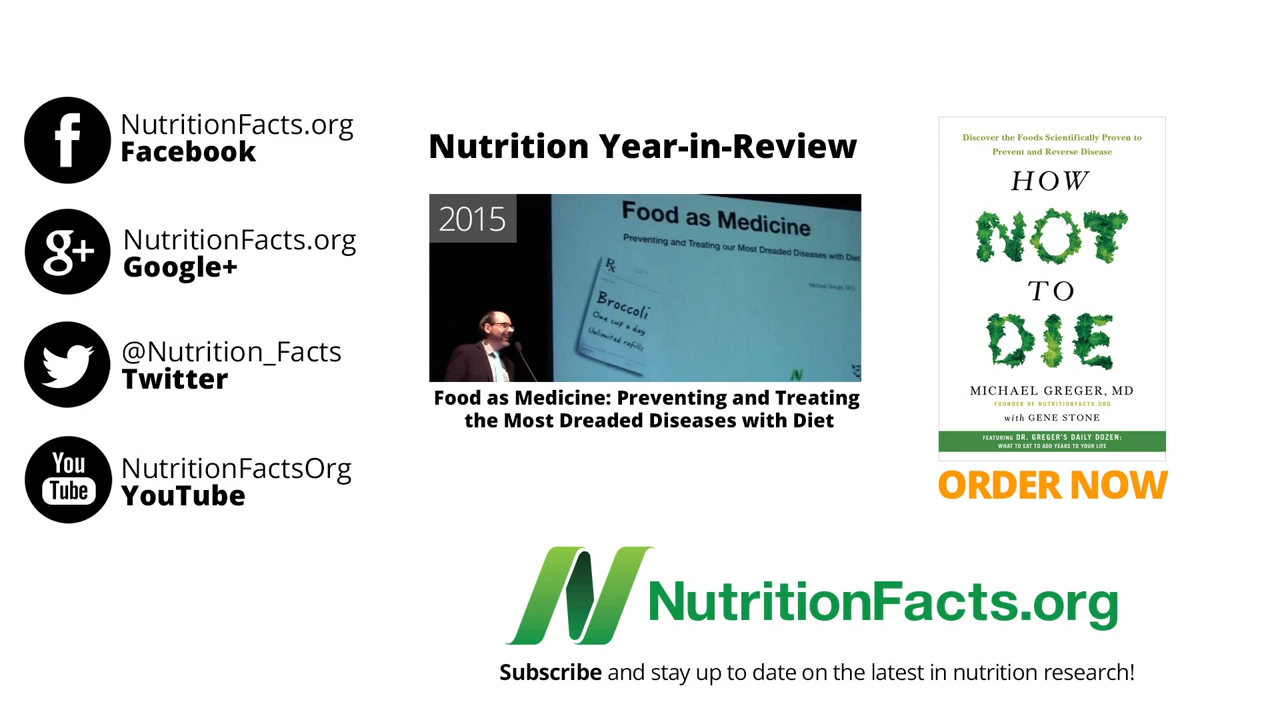 f
NutritionFacts.org
Facebook
g+
NutritionFacts.org
Google+
@Nutrition_Facts
Twitter
You
Tube
NutritionFactsOrg
YouTube
Nutrition Year-in-Review
2015
Food as Medicine
Preventing and Treating our Most Dreaded Diseases with Diet
Michael Greger, M.D.
Rx
Broccoli
One cup a day
Unlimited refills
Food as Medicine: Preventing and Treating
the Most Dreaded Diseases with Diet
Discover the Foods Scientifically Proven to
Prevent and Reverse Disease
HOW
NOT
TO
DIE
MICHAEL GREGER, MD
FOUNDER OF NUTRITIONFACTS.ORG
with GENE STONE
FEATURING DR. GREGER'S DAILY DOZEN:
WHAT TO EAT TO ADD YEARS TO YOUR LIFE
ORDER NOW
NutritionFacts.org
Subscribe and stay up to date on the latest in nutrition research!